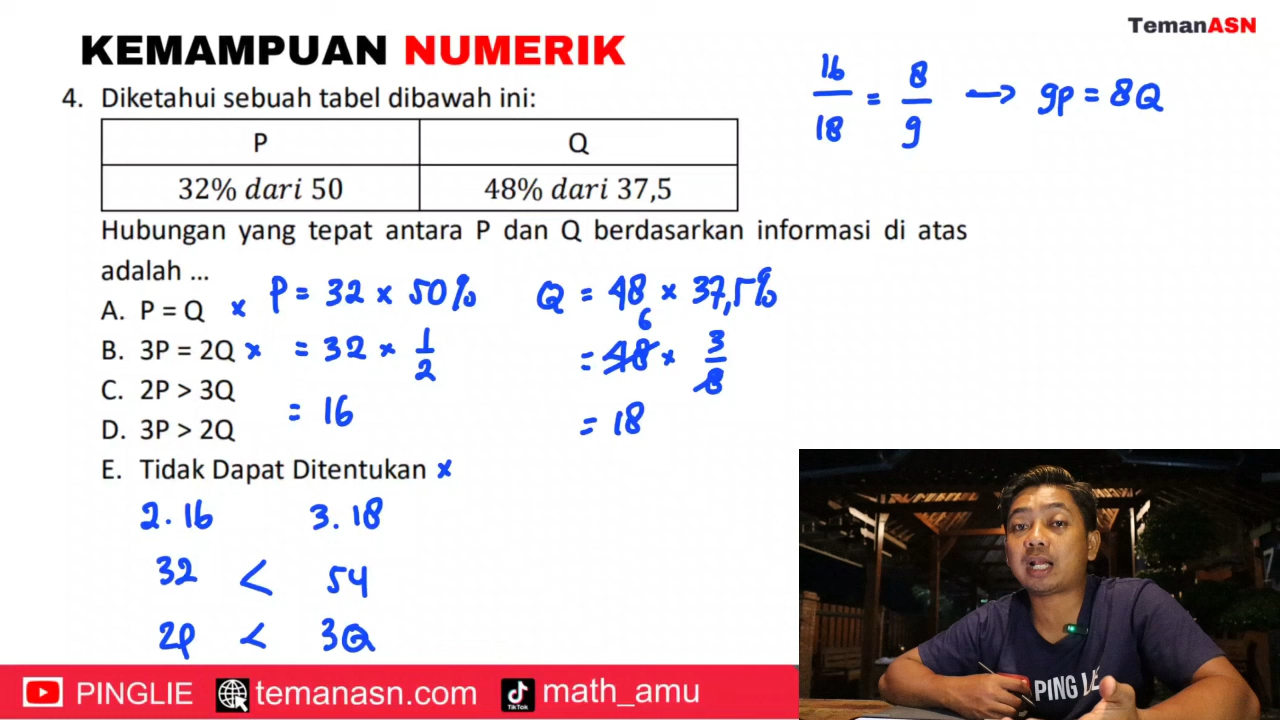 TemanASN
KEMAMPUAN NUMERIK
16/18 = 8/9 → 9P = 8Q
4. Diketahui sebuah tabel dibawah ini:
P Q
32% dari 50 48% dari 37,5
Hubungan yang tepat antara P dan Q berdasarkan informasi di atas
adalah ...
P = 32 × 50% Q = 48 × 37,5%
A. P = Q ×
B. 3P = 2Q × = 32 × 1/2 = 48 × 3/8
6
C. 2P > 3Q
= 16 = 18
D. 3P > 2Q
E. Tidak Dapat Ditentukan ×
2. 16 3. 18
32 < 54
2P < 3Q
PING LIE
PINGLIE temanasn.com TikTok math_amu